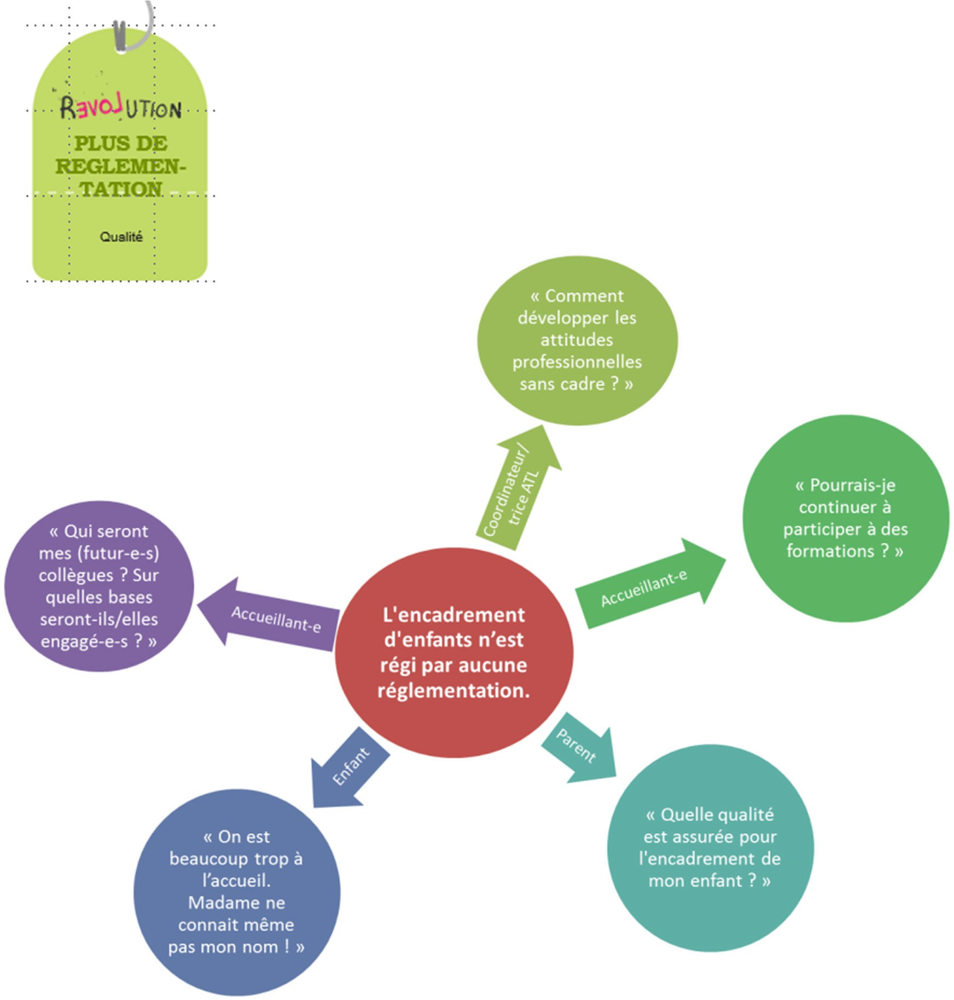 RƎVOLUTION
PLUS DE
REGLEMEN-
TATION
Qualité
« Comment
développer les
attitudes
professionnelles
sans cadre ? »
Coordinateur/
trice ATL
« Pourrais-je
continuer à
participer à des
formations ? »
Accueillant-e
« Qui seront
mes (futur-e-s)
collègues ? Sur
quelles bases
seront-ils/elles
engagé-e-s ? »
Accueillant-e
L'encadrement
d'enfants n’est
régi par aucune
réglementation.
Parent
« Quelle qualité
est assurée pour
l'encadrement de
mon enfant ? »
Enfant
« On est
beaucoup trop à
l’accueil.
Madame ne
connait même
pas mon nom ! »